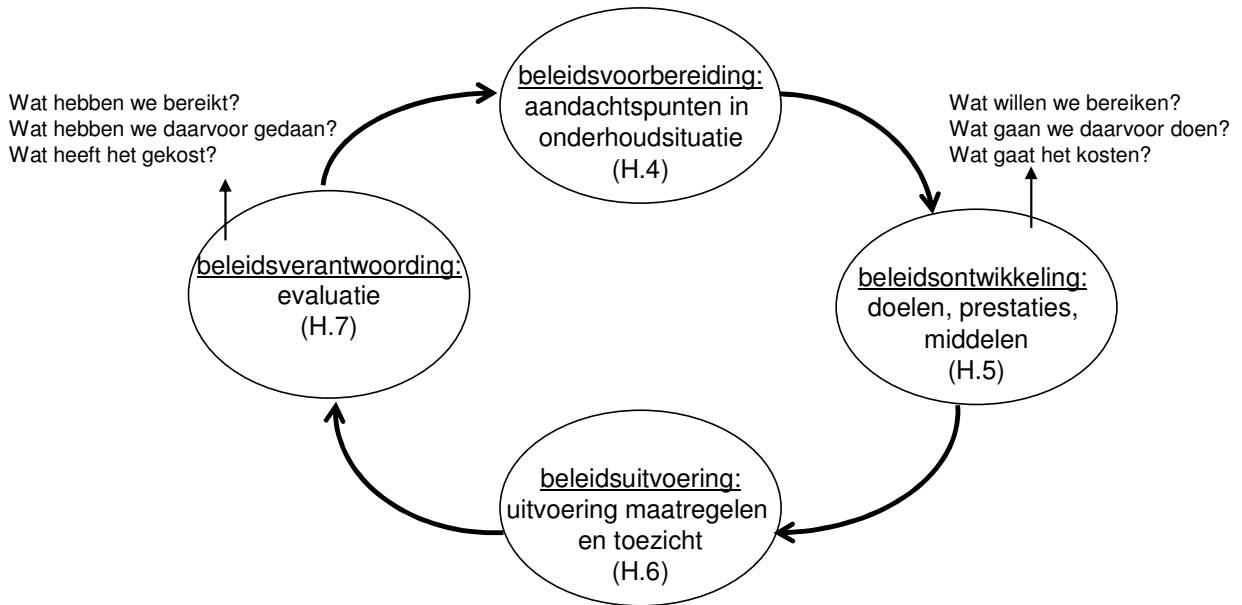 beleidsvoorbereiding:
aandachtspunten in
onderhoudsituatie
(H.4)
Wat hebben we bereikt?
Wat hebben we daarvoor gedaan?
Wat heeft het gekost?
Wat willen we bereiken?
Wat gaan we daarvoor doen?
Wat gaat het kosten?
beleidsverantwoording:
evaluatie
(H.7)
beleidsontwikkeling:
doelen, prestaties,
middelen
(H.5)
beleidsuitvoering:
uitvoering maatregelen
en toezicht
(H.6)